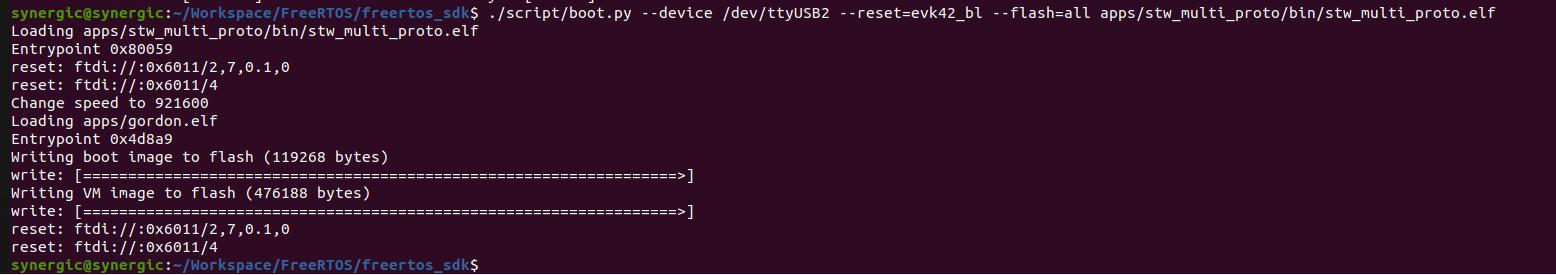 synergic@synergic:~/Workspace/FreeRTOS/freertos_sdk$ ./script/boot.py --device /dev/ttyUSB2 --reset=evk42_bl --flash=all apps/stw_multi_proto/bin/stw_multi_proto.elf
Loading apps/stw_multi_proto/bin/stw_multi_proto.elf
Entrypoint 0x80059
reset: ftdi://:0x6011/2,7,0.1,0
reset: ftdi://:0x6011/4
Change speed to 921600
Loading apps/gordon.elf
Entrypoint 0x4d8a9
Writing boot image to flash (119268 bytes)
write: [==================================================================>]
Writing VM image to flash (476188 bytes)
write: [==================================================================>]
reset: ftdi://:0x6011/2,7,0.1,0
reset: ftdi://:0x6011/4
synergic@synergic:~/Workspace/FreeRTOS/freertos_sdk$